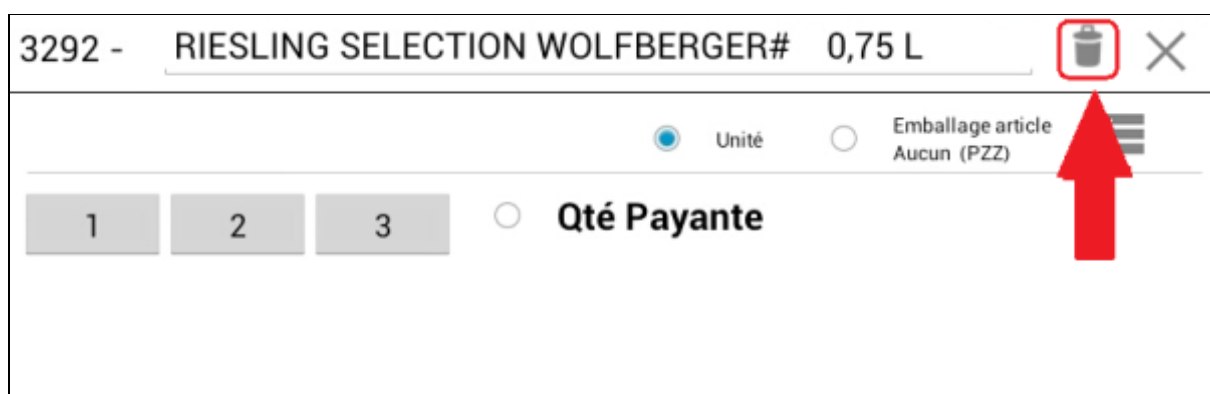 3292 - RIESLING SELECTION WOLFBERGER# 0,75 L
Unité
Emballage article
Aucun (PZZ)
1 2 3 Qté Payante